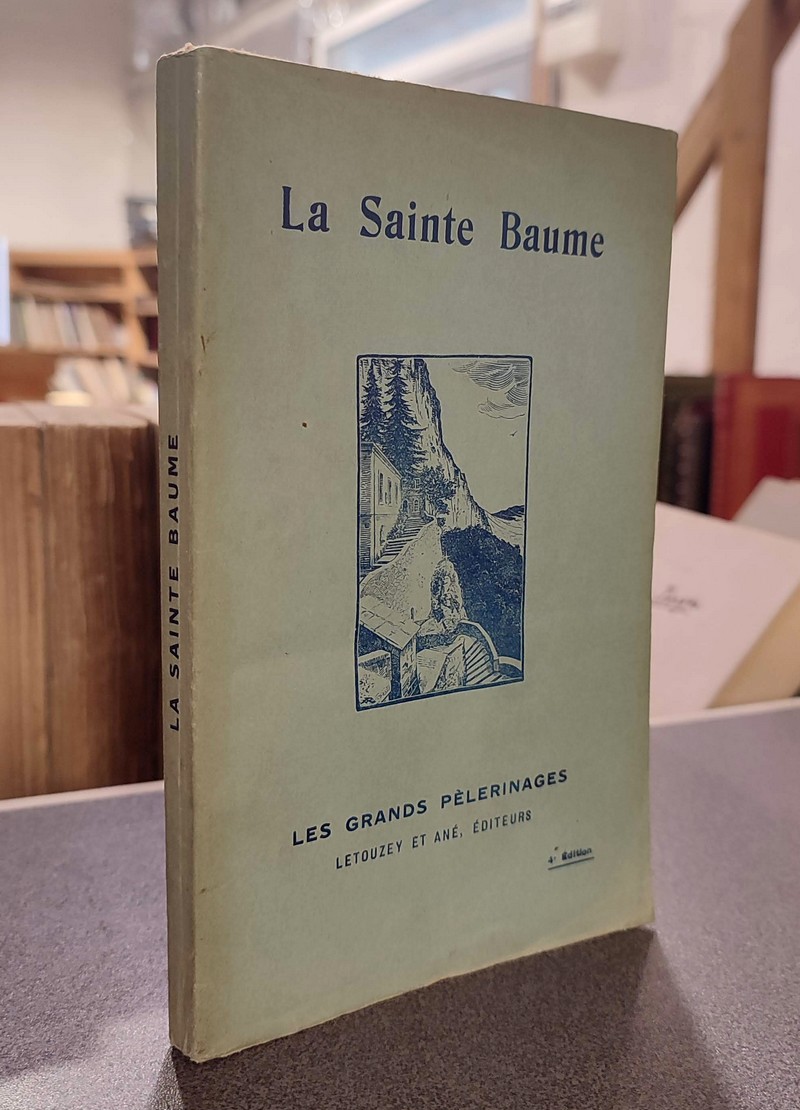 La Sainte Baume
LES GRANDS PÈLERINAGES
LETOUZEY ET ANÉ, ÉDITEURS
4e Édition
LA SAINTE BAUME